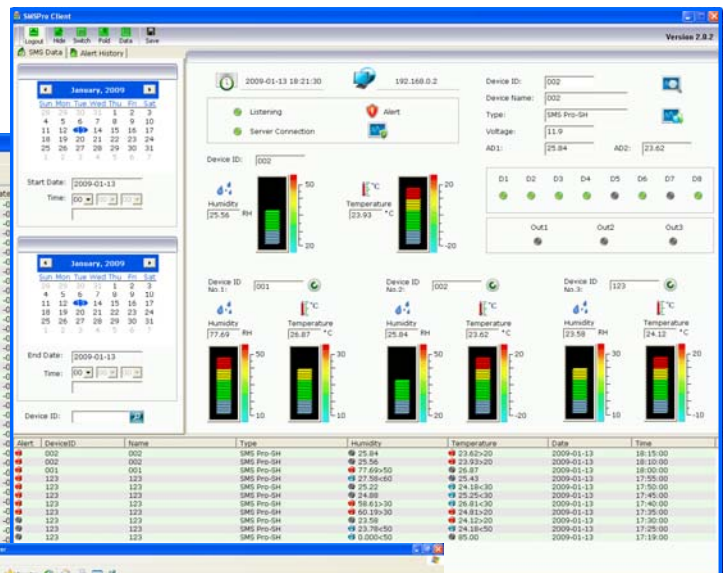 SMSPro Client
Logout Hide Switch Fold Data Save
Version 2.8.2
SMS Data Alert History
January, 2009
Sun Mon Tue Wed Thu Fri Sat
28 29 30 31 1 2 3
4 5 6 7 8 9 10
11 12 13 14 15 16 17
18 19 20 21 22 23 24
25 26 27 28 29 30 31
1 2 3 4 5 6 7
Start Date: 2009-01-13
Time: 00 00 00
January, 2009
Sun Mon Tue Wed Thu Fri Sat
28 29 30 31 1 2 3
4 5 6 7 8 9 10
11 12 13 14 15 16 17
18 19 20 21 22 23 24
25 26 27 28 29 30 31
1 2 3 4 5 6 7
End Date: 2009-01-13
Time: 00 00 00
Device ID:
2009-01-13 18:21:30 192.168.0.2
Listening Alert
Server Connection
Device ID: 002
Device Name: 002
Type: SMS Pro-SH
Voltage: 11.9
AD1: 25.84 AD2: 23.62
Device ID: 002
Humidity 25.56 RH 50 20
Temperature 23.93 °C 20 -20
D1 D2 D3 D4 D5 D6 D7 D8
Out1 Out2 Out3
Device ID No.1: 001
Humidity 77.69 RH 50 10
Temperature 26.87 °C 30 10
Device ID No.2: 002
Humidity 25.84 RH 50 20
Temperature 23.62 °C 20 -20
Device ID No.3: 123
Humidity 23.58 RH 30 10
Temperature 24.12 °C 20 -10
Alert DeviceID Name Type Humidity Temperature Date Time
002 002 SMS Pro-SH 25.84 23.62>20 2009-01-13 18:15:00
002 002 SMS Pro-SH 25.56 23.93>20 2009-01-13 18:10:00
001 001 SMS Pro-SH 77.69>50 26.87 2009-01-13 18:00:00
123 123 SMS Pro-SH 27.58<60 25.43 2009-01-13 17:55:00
123 123 SMS Pro-SH 25.22 24.18<30 2009-01-13 17:50:00
123 123 SMS Pro-SH 24.88 25.25<30 2009-01-13 17:45:00
123 123 SMS Pro-SH 58.61>30 26.81<30 2009-01-13 17:40:00
123 123 SMS Pro-SH 60.19>30 24.81>20 2009-01-13 17:35:00
123 123 SMS Pro-SH 23.58 24.12>20 2009-01-13 17:30:00
123 123 SMS Pro-SH 23.78<50 24.18<50 2009-01-13 17:25:00
123 123 SMS Pro-SH 0.000<50 85.00 2009-01-13 17:19:00